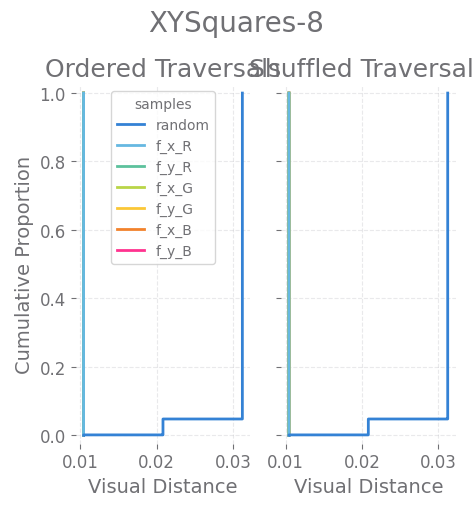 XYSquares-8
Ordered Traversals
Shuffled Traversal
samples
random
f_x_R
f_y_R
f_x_G
f_y_G
f_x_B
f_y_B
Cumulative Proportion
1.0
0.8
0.6
0.4
0.2
0.0
0.01 0.02 0.03
0.01 0.02 0.03
Visual Distance
Visual Distance